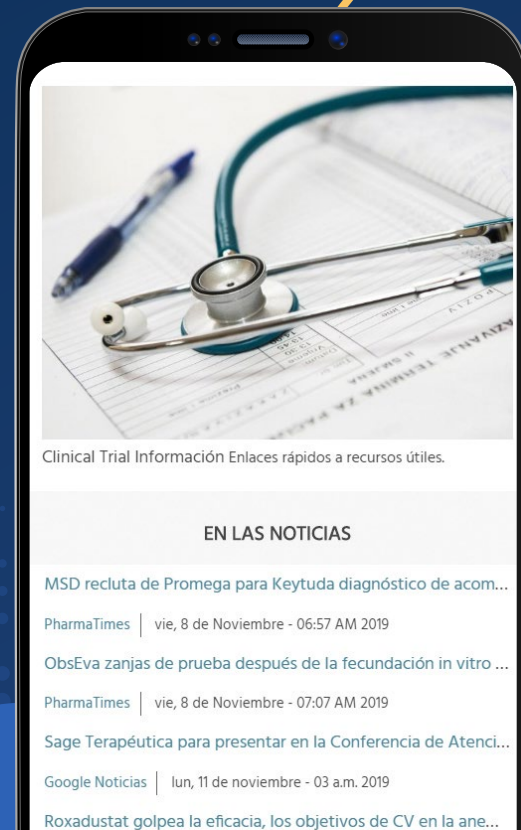 Clinical Trial Información Enlaces rápidos a recursos útiles.
EN LAS NOTICIAS
MSD recluta de Promega para Keytuda diagnóstico de acom...
PharmaTimes | vie, 8 de Noviembre - 06:57 AM 2019
ObsEva zanjas de prueba después de la fecundación in vitro ...
PharmaTimes | vie, 8 de Noviembre - 07:07 AM 2019
Sage Terapéutica para presentar en la Conferencia de Atenci...
Google Noticias | lun, 11 de noviembre - 03 a.m. 2019
Roxadustat golpea la eficacia, los objetivos de CV en la ane...